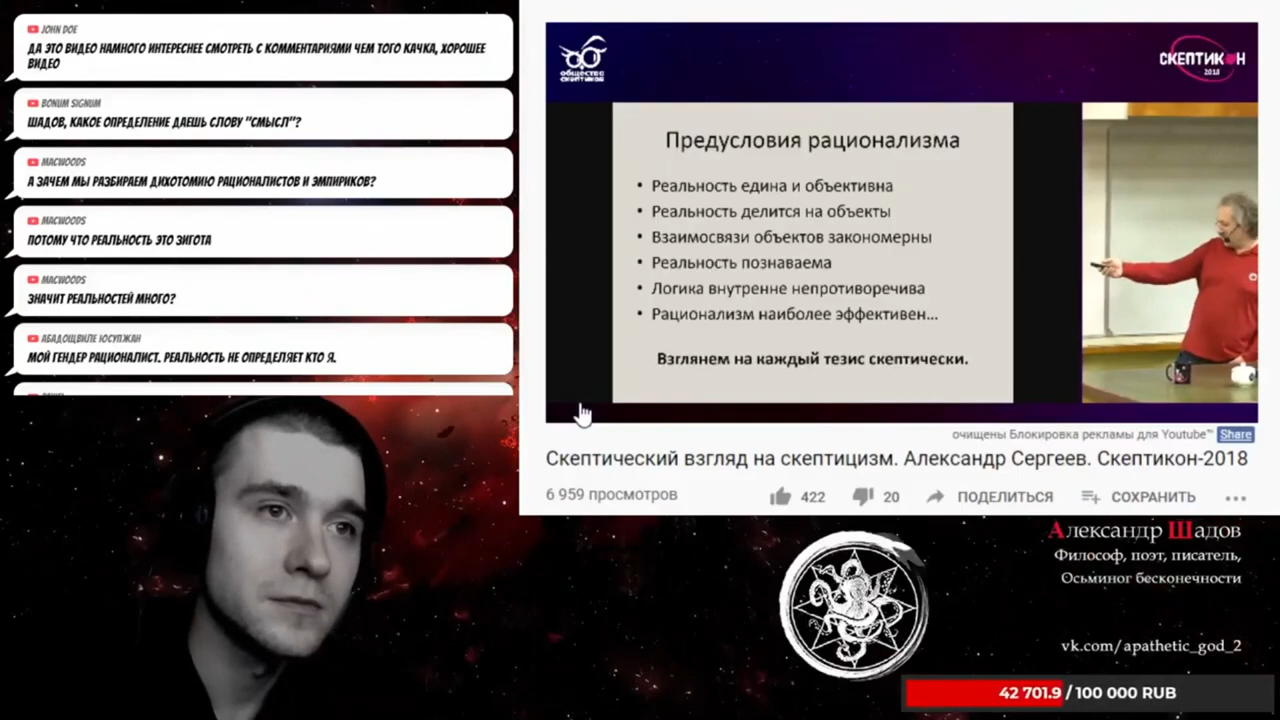 JOHN DOE
ДА ЭТО ВИДЕО НАМНОГО ИНТЕРЕСНЕЕ СМОТРЕТЬ С КОММЕНТАРИЯМИ ЧЕМ ТОГО КАЧКА, ХОРОШЕЕ
ВИДЕО
BONUM SIGNUM
ШАДОВ, КАКОЕ ОПРЕДЕЛЕНИЕ ДАЕШЬ СЛОВУ "СМЫСЛ"?
MACWOODS
А ЗАЧЕМ МЫ РАЗБИРАЕМ ДИХОТОМИЮ РАЦИОНАЛИСТОВ И ЭМПИРИКОВ?
MACWOODS
ПОТОМУ ЧТО РЕАЛЬНОСТЬ ЭТО ЗИГОТА
MACWOODS
ЗНАЧИТ РЕАЛЬНОСТЕЙ МНОГО?
АБАДОЩВИЛЕ ЮСУПЖАН
МОЙ ГЕНДЕР РАЦИОНАЛИСТ. РЕАЛЬНОСТЬ НЕ ОПРЕДЕЛЯЕТ КТО Я.
общество
скептиков
СКЕПТИКОН
2018
Предусловия рационализма
• Реальность едина и объективна
• Реальность делится на объекты
• Взаимосвязи объектов закономерны
• Реальность познаваема
• Логика внутренне непротиворечива
• Рационализм наиболее эффективен...
Взглянем на каждый тезис скептически.
очищены Блокировка рекламы для Youtube™ Share
Скептический взгляд на скептицизм. Александр Сергеев. Скептикон-2018
6 959 просмотров
422
20
ПОДЕЛИТЬСЯ
СОХРАНИТЬ
Александр Шадов
Философ, поэт, писатель,
Осьминог бесконечности
vk.com/apathetic_god_2
42 701.9 / 100 000 RUB